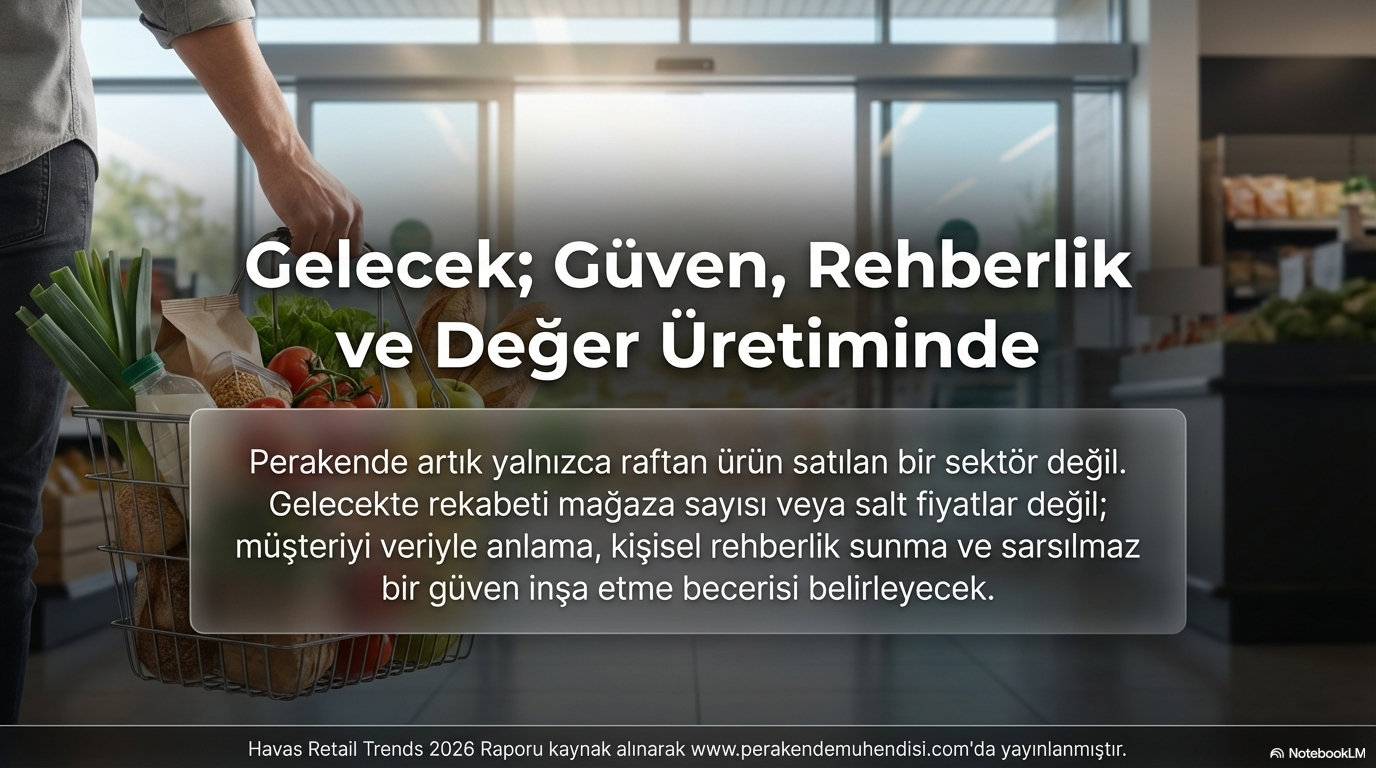 Gelecek; Güven, Rehberlik
ve Değer Üretiminde
Perakende artık yalnızca raftan ürün satılan bir sektör değil.
Gelecekte rekabeti mağaza sayısı veya salt fiyatlar değil;
müşteriyi veriyle anlama, kişisel rehberlik sunma ve sarsılmaz
bir güven inşa etme becerisi belirleyecek.
Havas Retail Trends 2026 Raporu kaynak alınarak www.perakendemuhendisi.com'da yayınlanmıştır.
NotebookLM